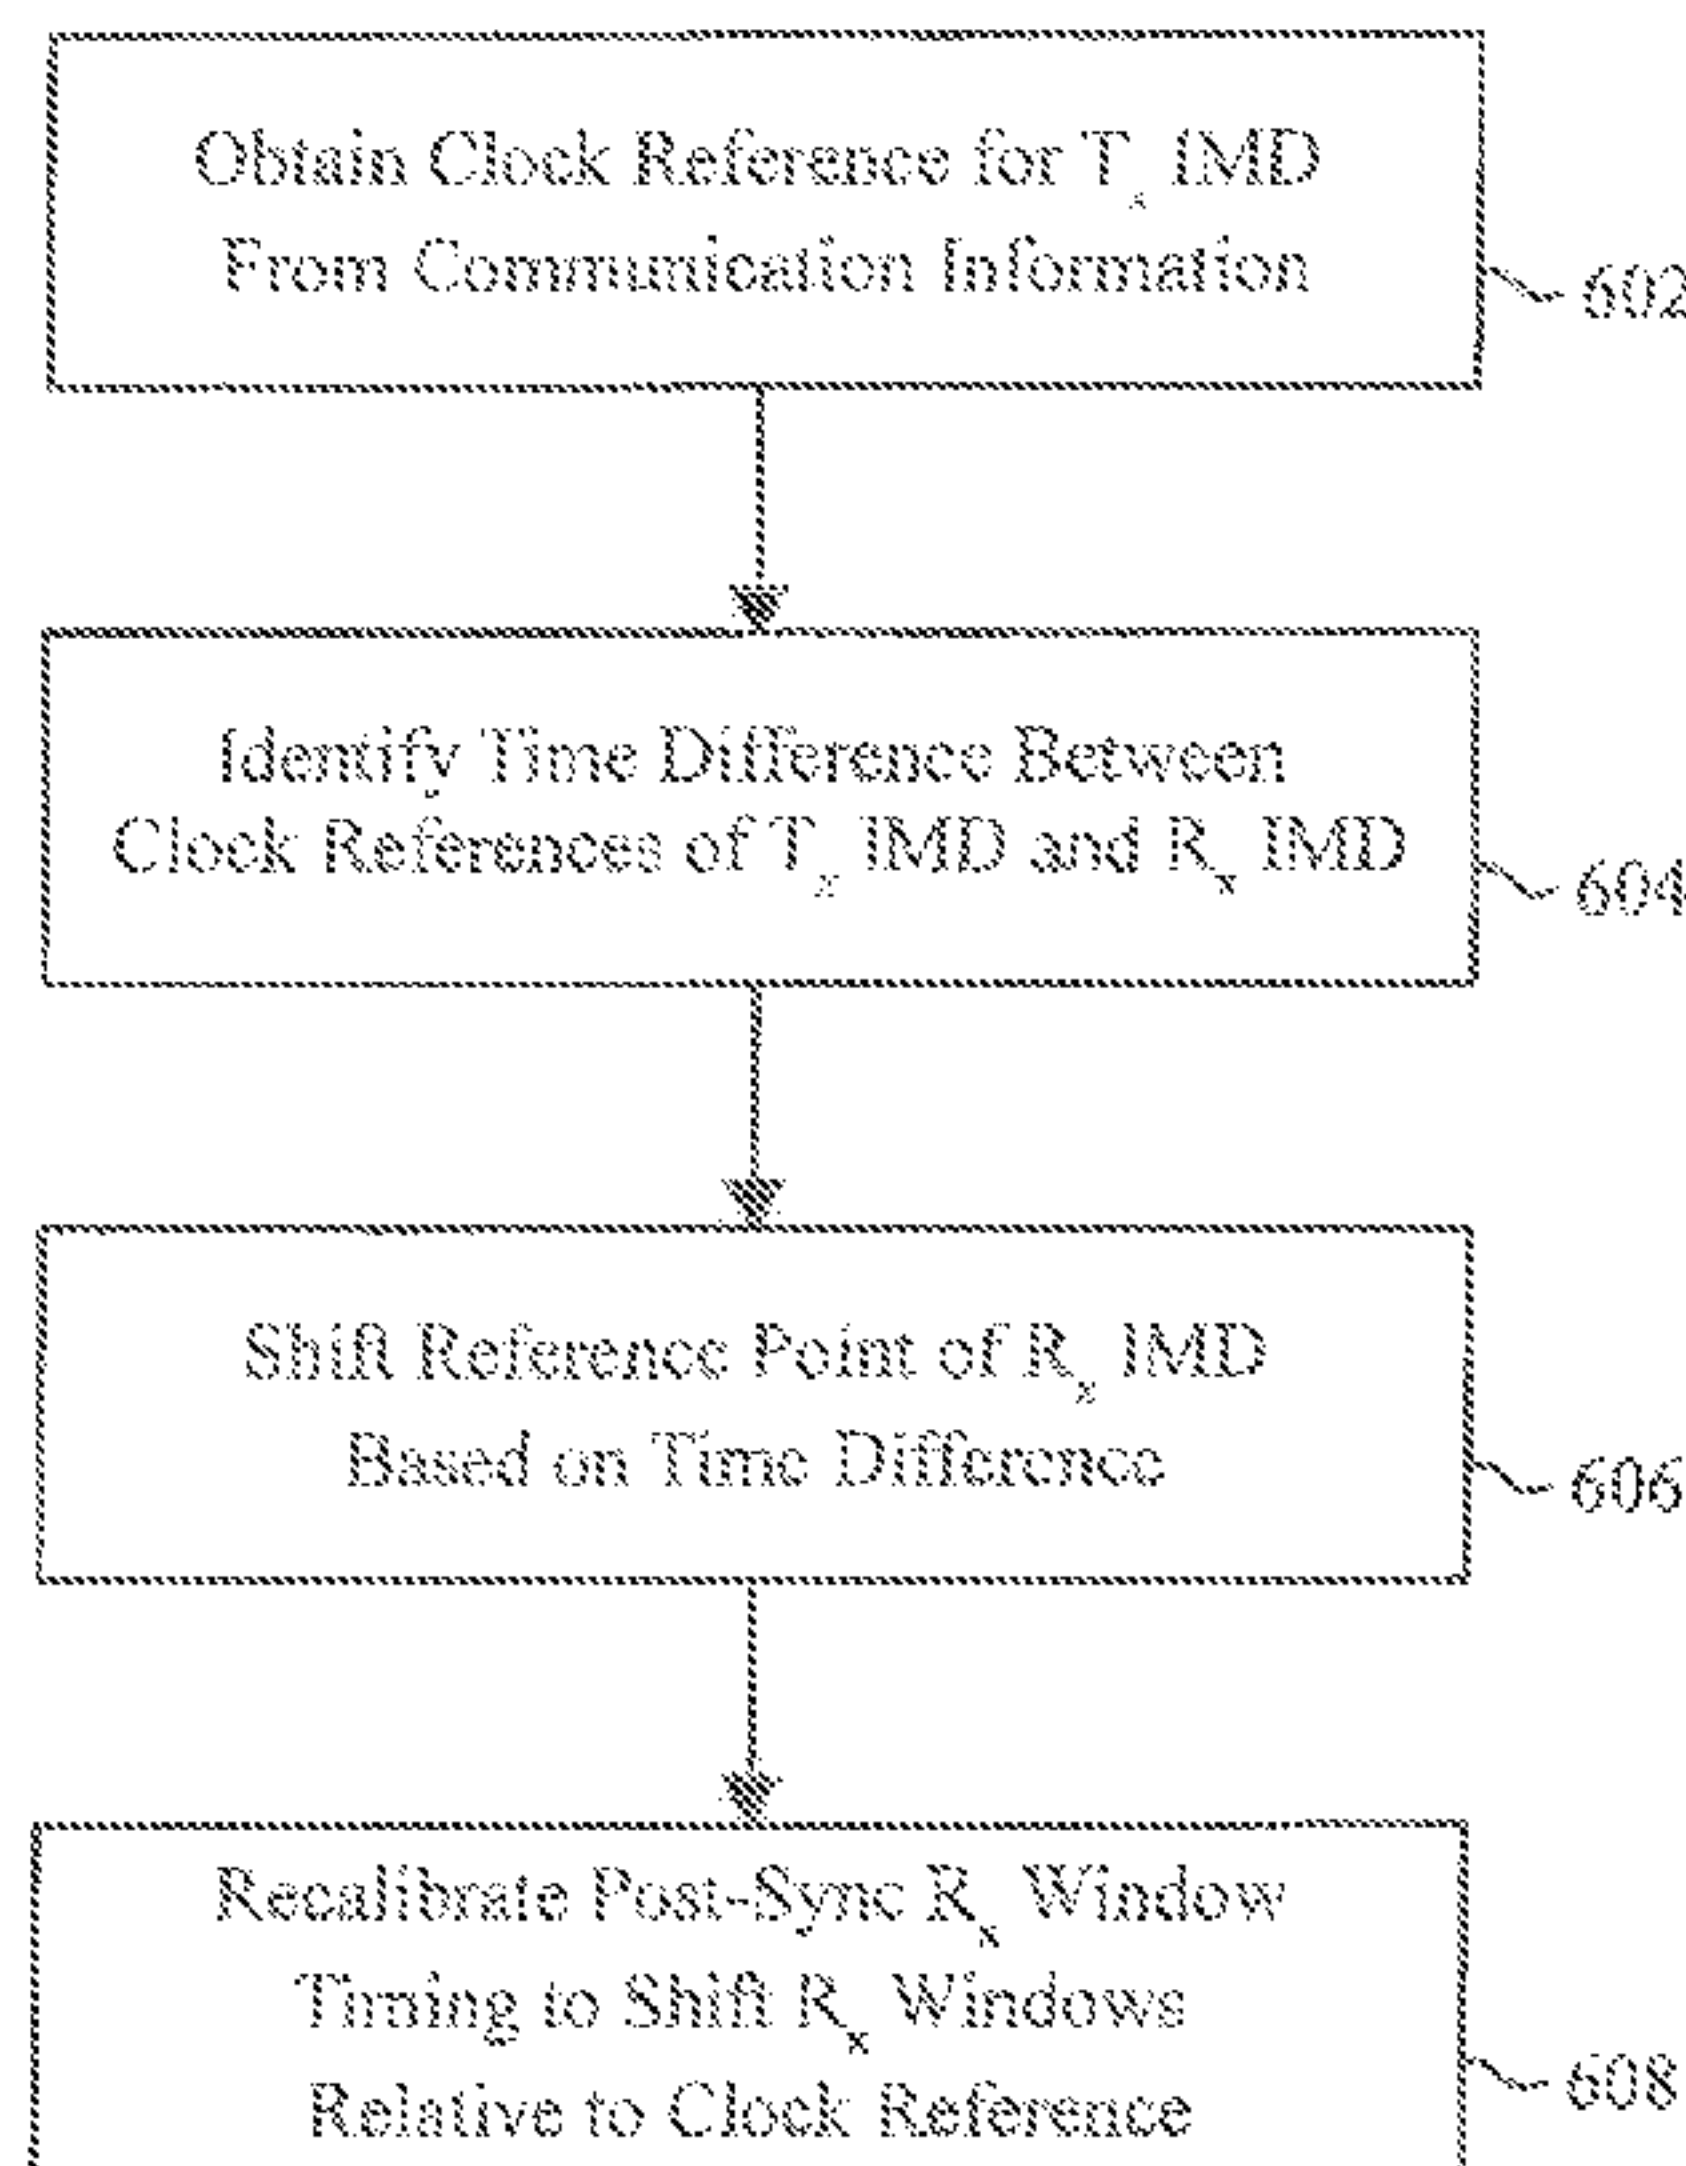 Obtain Clock Reference for Tₓ IMD
From Communication Information
602
Identify Time Difference Between
Clock References of Tₓ IMD and Rₓ IMD
604
Shift Reference Point of Rₓ IMD
Based on Time Difference
606
Recalibrate Post-Sync Rₓ Window
Timing to Shift Rₓ Windows
Relative to Clock Reference
608